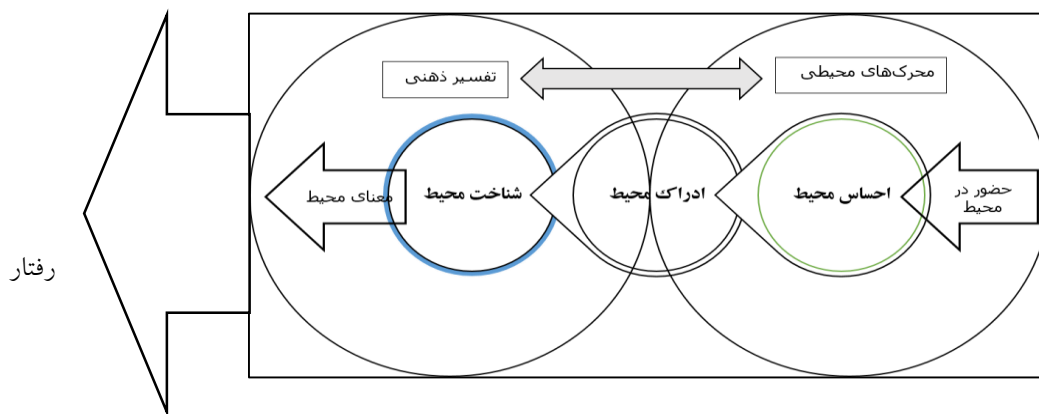 محرک‌های محیطی
تفسیر ذهنی
حضور در
محیط
احساس محیط
ادراک محیط
شناخت محیط
معنای محیط
رفتار